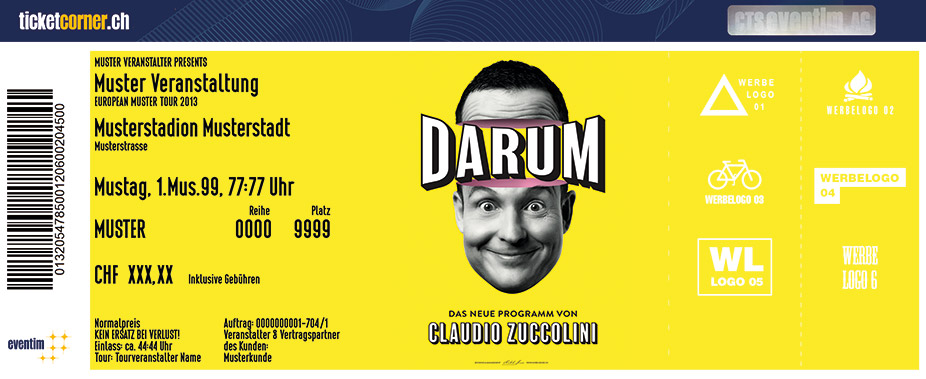 ticketcorner.ch
CTSeventim AG
MUSTER VERANSTALTER PRESENTS
Muster Veranstaltung
EUROPEAN MUSTER TOUR 2013
Musterstadion Musterstadt
Musterstrasse
Mustag, 1.Mus.99, 77:77 Uhr
Reihe Platz
MUSTER 0000 9999
CHF XXX,XX Inklusive Gebühren
Normalpreis
KEIN ERSATZ BEI VERLUST!
Einlass: ca. 44:44 Uhr
Tour: Tourveranstalter Name
Auftrag: 0000000001-704/1
Veranstalter & Vertragspartner
des Kunden:
Musterkunde
01320547850012060020450​0
eventim
DARUM
DAS NEUE PROGRAMM VON
CLAUDIO ZUCCOLINI
WERBE
LOGO
01
WERBELOGO 02
WERBELOGO 03
WERBELOGO
04
WL
LOGO 05
WERBE
LOGO 6